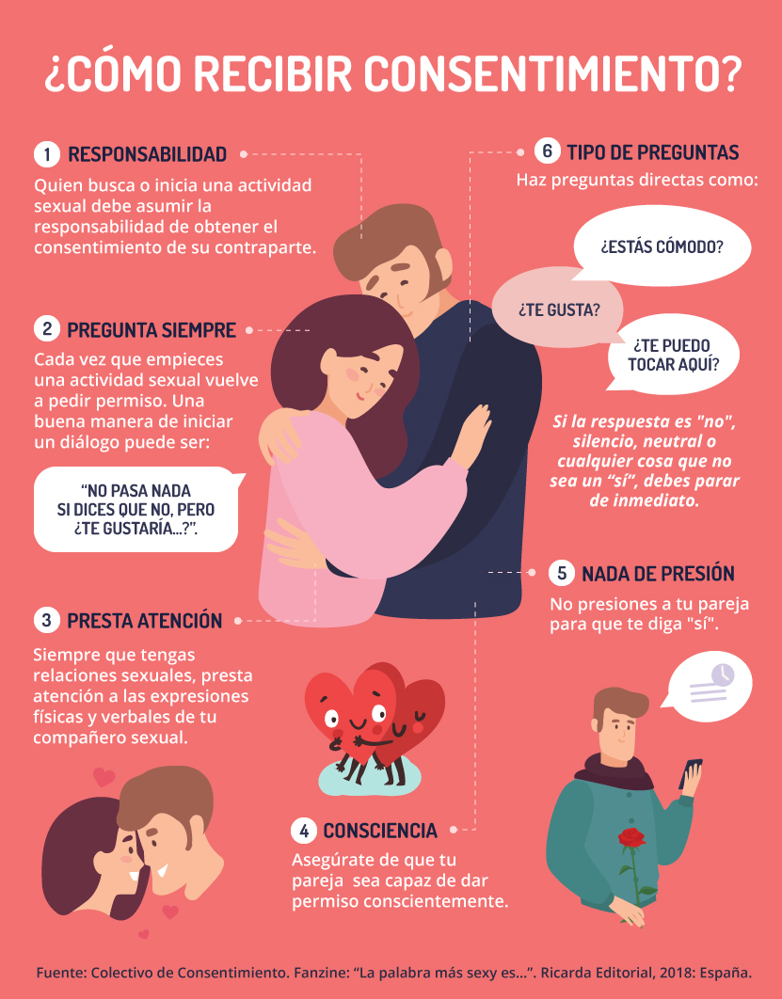 ¿CÓMO RECIBIR CONSENTIMIENTO?
1 RESPONSABILIDAD
Quien busca o inicia una actividad
sexual debe asumir la
responsabilidad de obtener el
consentimiento de su contraparte.
2 PREGUNTA SIEMPRE
Cada vez que empieces
una actividad sexual vuelve
a pedir permiso. Una
buena manera de iniciar
un diálogo puede ser:
“NO PASA NADA
SI DICES QUE NO, PERO
¿TE GUSTARÍA...?”.
3 PRESTA ATENCIÓN
Siempre que tengas
relaciones sexuales, presta
atención a las expresiones
físicas y verbales de tu
compañero sexual.
4 CONSCIENCIA
Asegúrate de que tu
pareja  sea capaz de dar
permiso conscientemente.
5 NADA DE PRESIÓN
No presiones a tu pareja
para que te diga "sí".
6 TIPO DE PREGUNTAS
Haz preguntas directas como:
¿ESTÁS CÓMODO?
¿TE GUSTA?
¿TE PUEDO
TOCAR AQUÍ?
Si la respuesta es "no",
silencio, neutral o
cualquier cosa que no
sea un “sí”, debes parar
de inmediato.
Fuente: Colectivo de Consentimiento. Fanzine: “La palabra más sexy es...”. Ricarda Editorial, 2018: España.